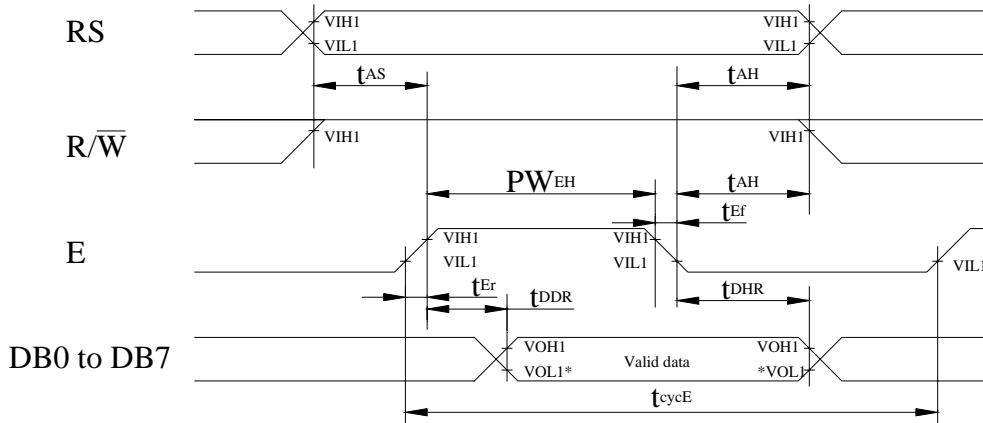 RS
VIH1
VIL1
VIH1
VIL1
tAS
tAH
R/W̅
VIH1
VIH1
PWEH
tAH
tEf
E
VIH1
VIL1
VIH1
VIL1
VIL1
tEr
tDDR
tDHR
DB0 to DB7
VOH1
VOL1*
Valid data
VOH1
*VOL1
tcycE